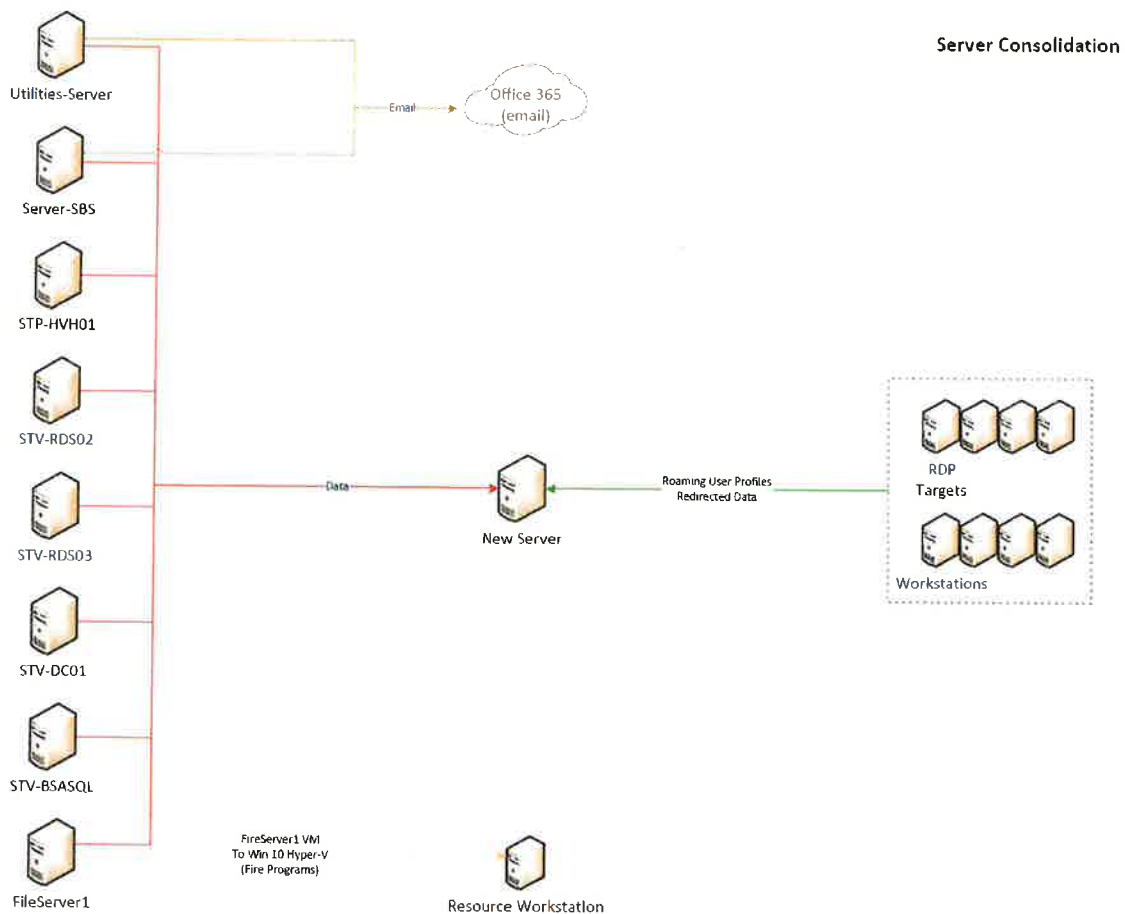 Server Consolidation
Utilities-Server
Office 365
(email)
Email
Server-SBS
STP-HVH01
STV-RDS02
RDP
Targets
Data
Roaming User Profiles
Redirected Data
New Server
STV-RDS03
Workstations
STV-DC01
STV-BSASQL
FireServer1 VM
To Win 10 Hyper-V
(Fire Programs)
FileServer1
Resource Workstation